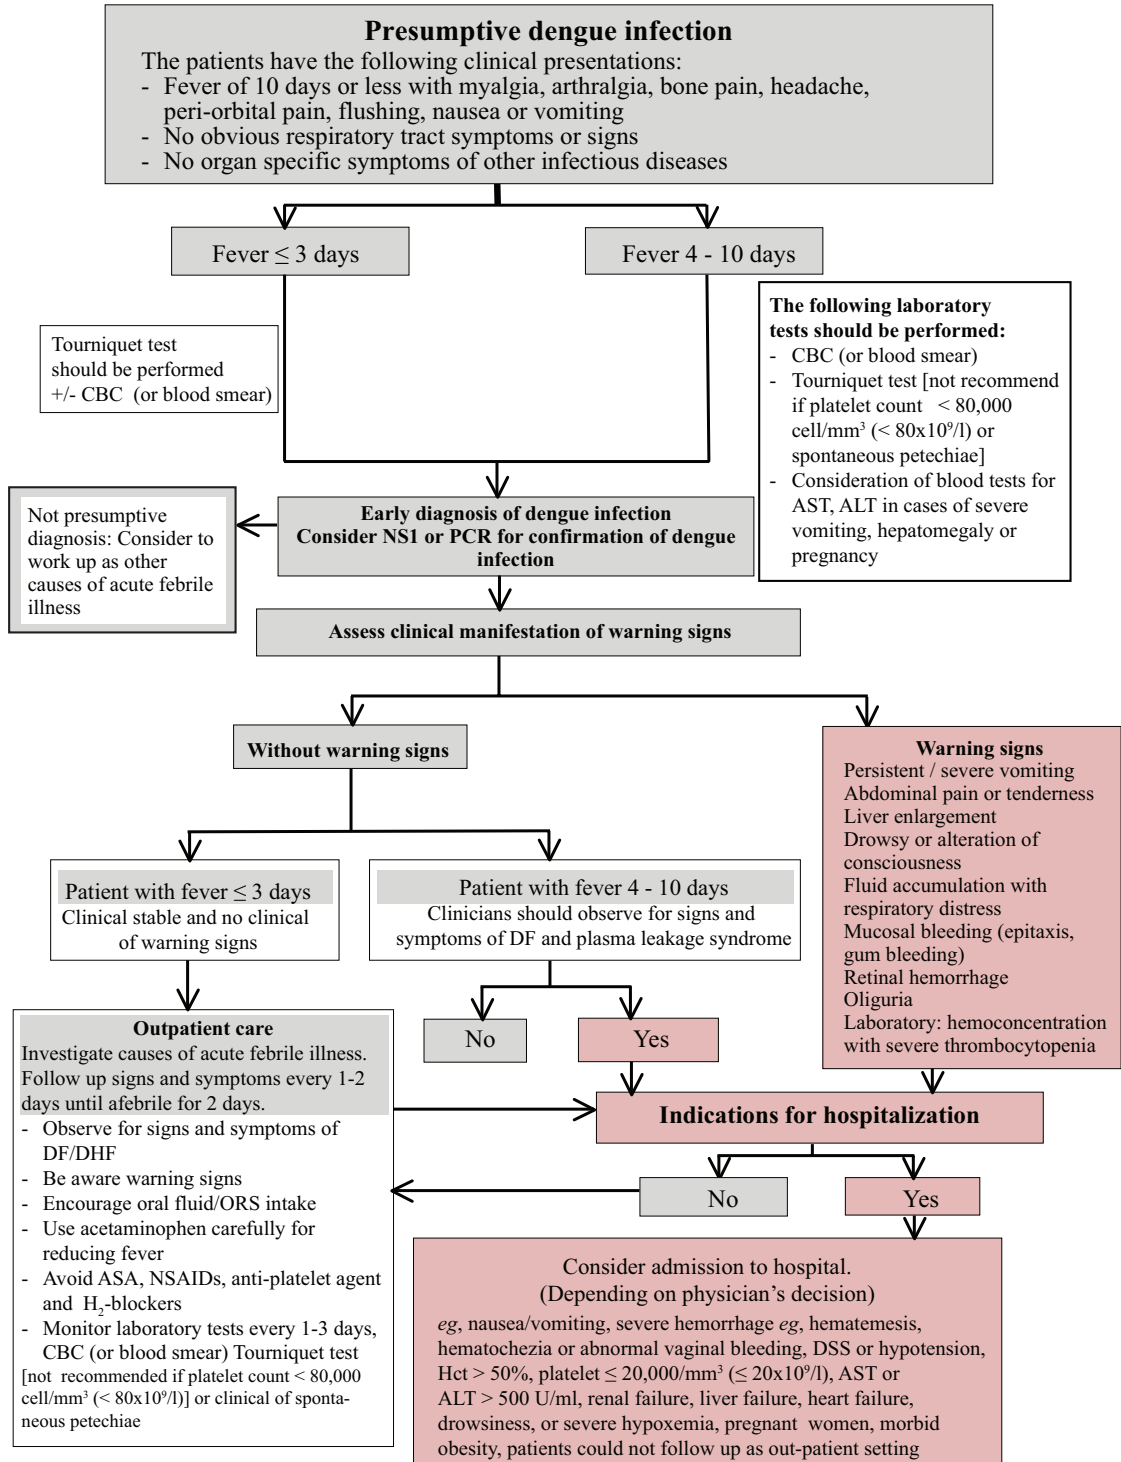 Presumptive dengue infection
The patients have the following clinical presentations:
- Fever of 10 days or less with myalgia, arthralgia, bone pain, headache,
peri-orbital pain, flushing, nausea or vomiting
- No obvious respiratory tract symptoms or signs
- No organ specific symptoms of other infectious diseases
Fever ≤ 3 days
Fever 4 - 10 days
Tourniquet test
should be performed
+/- CBC (or blood smear)
The following laboratory
tests should be performed:
- CBC (or blood smear)
- Tourniquet test [not recommend
if platelet count < 80,000
cell/mm³ (< 80x10⁹/l) or
spontaneous petechiae]
- Consideration of blood tests for
AST, ALT in cases of severe
vomiting, hepatomegaly or
pregnancy
Not presumptive
diagnosis: Consider to
work up as other
causes of acute febrile
illness
Early diagnosis of dengue infection
Consider NS1 or PCR for confirmation of dengue
infection
Assess clinical manifestation of warning signs
Without warning signs
Warning signs
Persistent / severe vomiting
Abdominal pain or tenderness
Liver enlargement
Drowsy or alteration of
consciousness
Fluid accumulation with
respiratory distress
Mucosal bleeding (epitaxis,
gum bleeding)
Retinal hemorrhage
Oliguria
Laboratory: hemoconcentration
with severe thrombocytopenia
Patient with fever ≤ 3 days
Clinical stable and no clinical
of warning signs
Patient with fever 4 - 10 days
Clinicians should observe for signs and
symptoms of DF and plasma leakage syndrome
No
Yes
Outpatient care
Investigate causes of acute febrile illness.
Follow up signs and symptoms every 1-2
days until afebrile for 2 days.
- Observe for signs and symptoms of
DF/DHF
- Be aware warning signs
- Encourage oral fluid/ORS intake
- Use acetaminophen carefully for
reducing fever
- Avoid ASA, NSAIDs, anti-platelet agent
and H₂-blockers
- Monitor laboratory tests every 1-3 days,
CBC (or blood smear) Tourniquet test
[not recommended if platelet count < 80,000
cell/mm³ (< 80x10⁹/l)] or clinical of sponta-
neous petechiae
Indications for hospitalization
No
Yes
Consider admission to hospital.
(Depending on physician's decision)
eg, nausea/vomiting, severe hemorrhage eg, hematemesis,
hematochezia or abnormal vaginal bleeding, DSS or hypotension,
Hct > 50%, platelet ≤ 20,000/mm³ (≤ 20x10⁹/l), AST or
ALT > 500 U/ml, renal failure, liver failure, heart failure,
drowsiness, or severe hypoxemia, pregnant women, morbid
obesity, patients could not follow up as out-patient setting